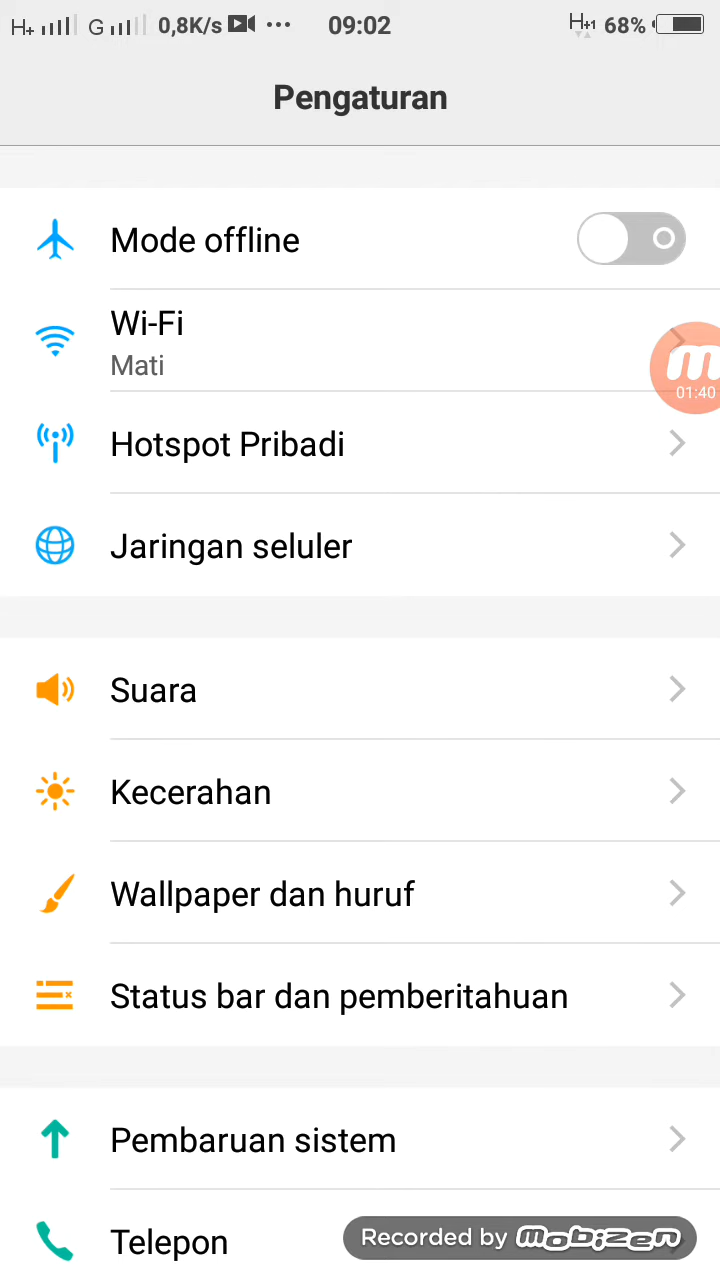 H+ G 0,8K/s 09:02 H+1 68%
Pengaturan
Mode offline
Wi-Fi
Mati
01:40
Hotspot Pribadi
Jaringan seluler
Suara
Kecerahan
Wallpaper dan huruf
Status bar dan pemberitahuan
Pembaruan sistem
Telepon
Recorded by mobizen